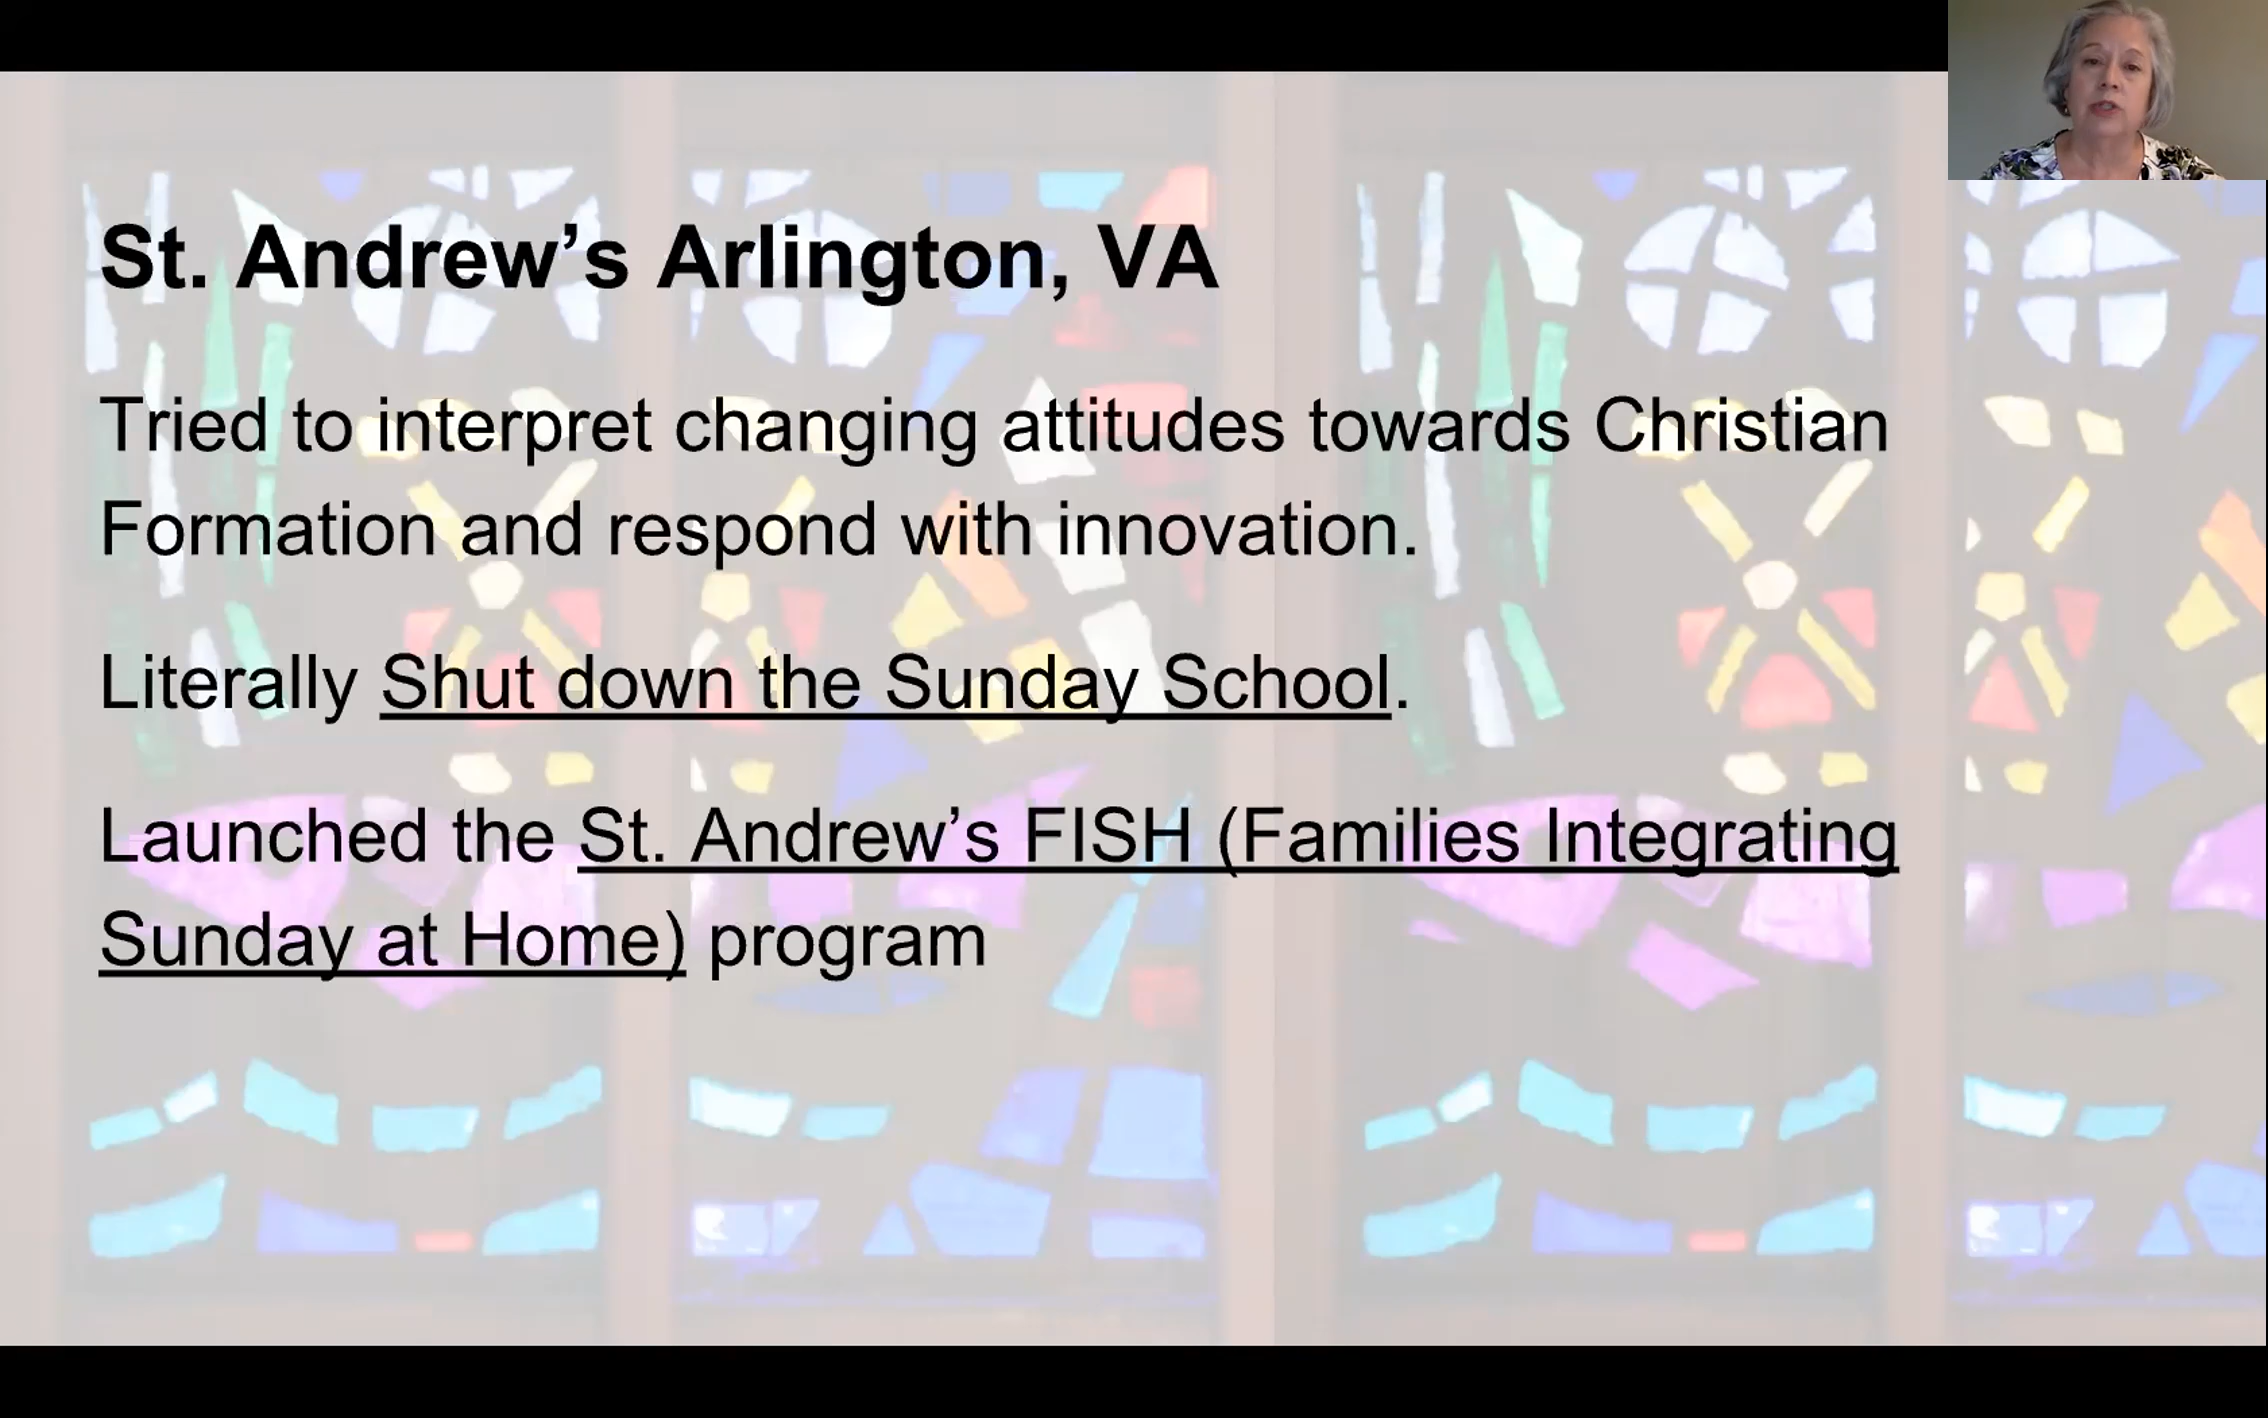 St. Andrew’s Arlington, VA
Tried to interpret changing attitudes towards Christian
Formation and respond with innovation.
Literally Shut down the Sunday School.
Launched the St. Andrew’s FISH (Families Integrating
Sunday at Home) program